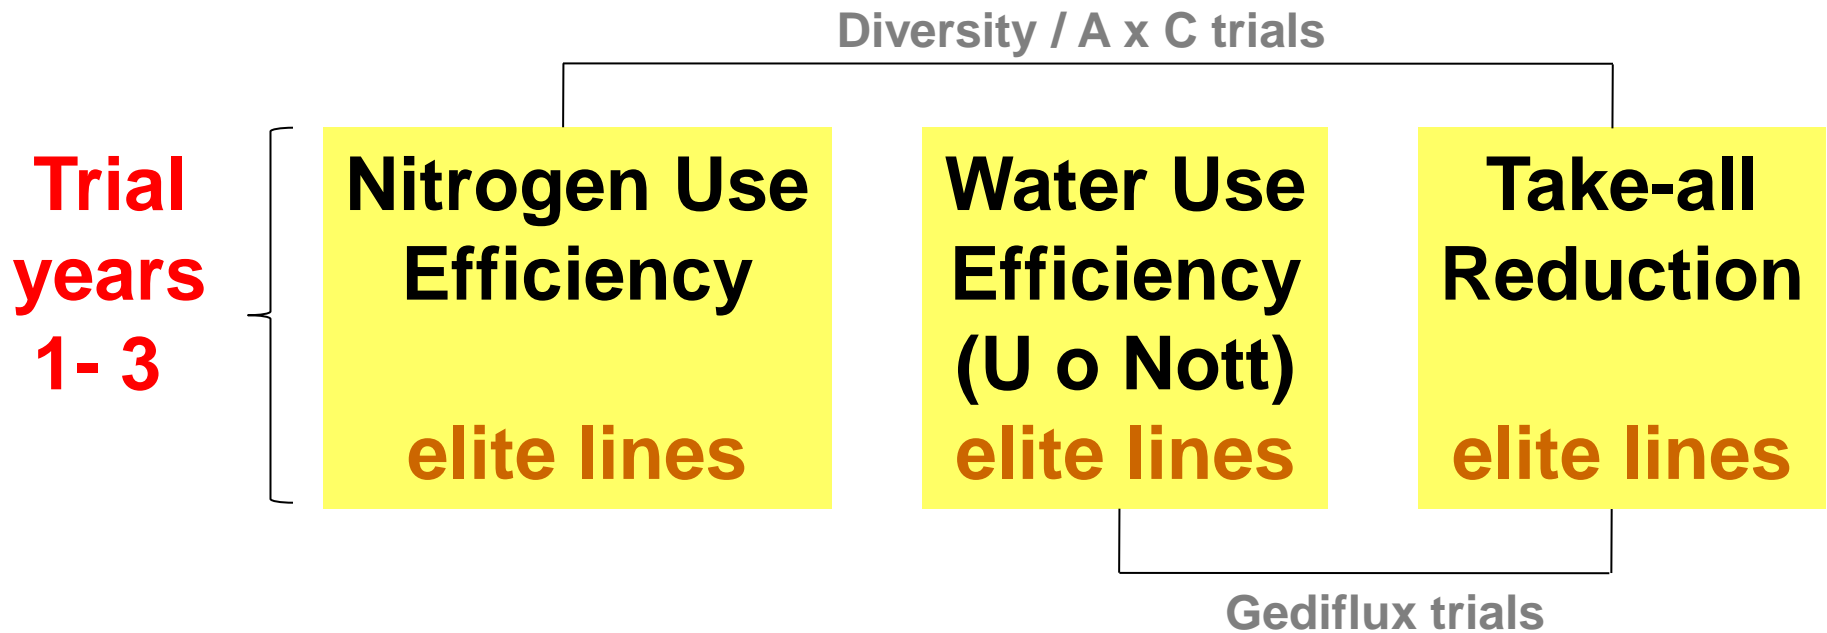 Diversity / A x C trials
Trial
years
1- 3
Nitrogen Use
Efficiency
elite lines
Water Use
Efficiency
(U o Nott)
elite lines
Take-all
Reduction
elite lines
Gediflux trials